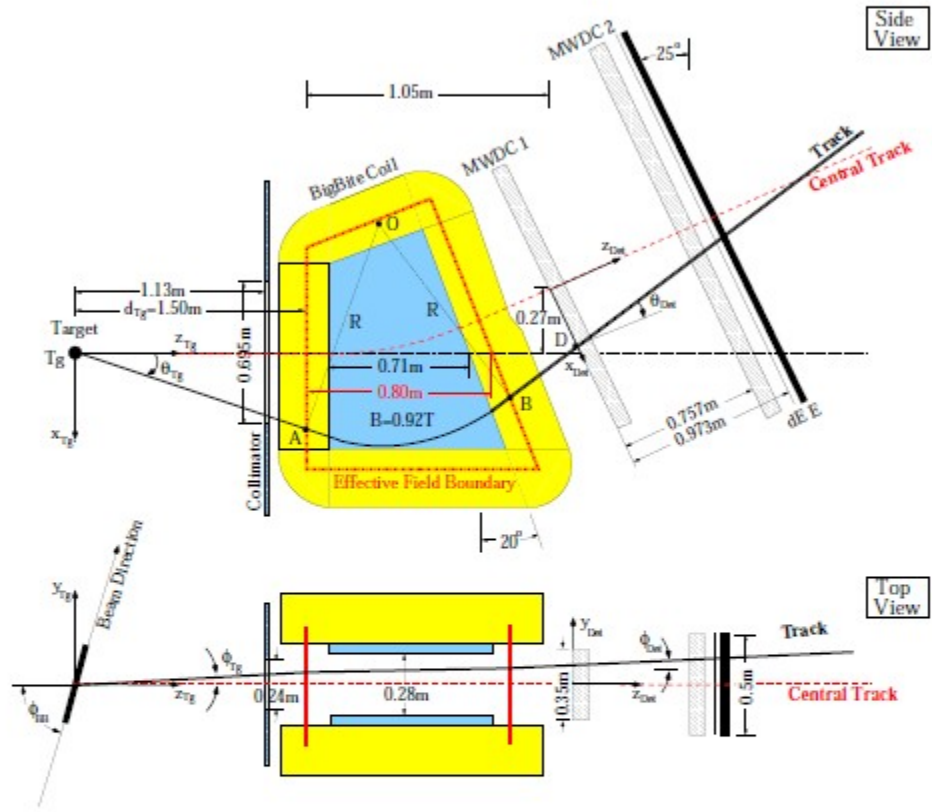 Side
View
MWDC 2
25°
1.05m
MWDC 1
Track
Central Track
BigBite Coil
O
z_Det
1.13m
d_Tg=1.50m
Target
Tg
z_Tg
θ_Tg
x_Tg
0.695m
R
R
0.27m
D
θ_Det
x_Det
0.71m
0.80m
B=0.92T
A
B
0.757m
0.973m
dE E
Collimator
Effective Field Boundary
20°
Beam Direction
y_Tg
Top
View
y_Det
ϕ_Det
Track
ϕ_Tg
z_Tg
0.24m
0.28m
0.35m
z_Det
0.5m
Central Track
ϕ_in